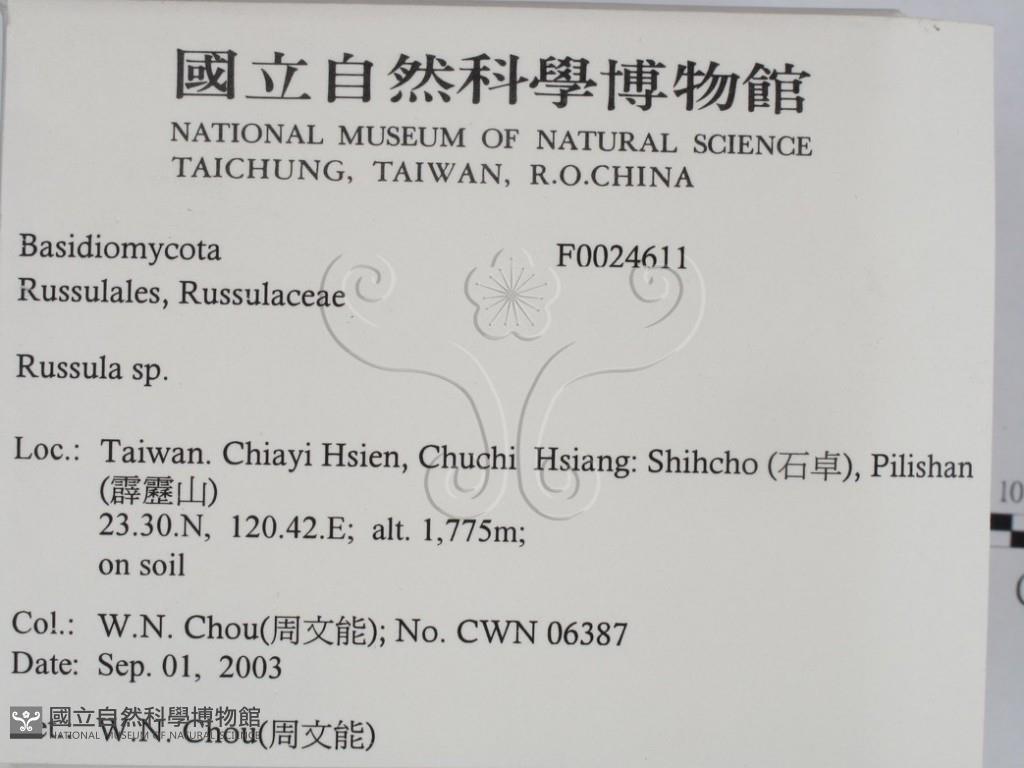 國立自然科學博物館
NATIONAL MUSEUM OF NATURAL SCIENCE
TAICHUNG, TAIWAN, R.O.CHINA
Basidiomycota F0024611
Russulales, Russulaceae
Russula sp.
Loc.: Taiwan. Chiayi Hsien, Chuchi Hsiang: Shihcho (石卓), Pilishan
(霹靂山)
23.30.N, 120.42.E; alt. 1,775m;
on soil
Col.: W.N. Chou(周文能); No. CWN 06387
Date: Sep. 01, 2003
W.N. Chou(周文能)
國立自然科學博物館
NATIONAL MUSEUM OF NATURAL SCIENCE
10